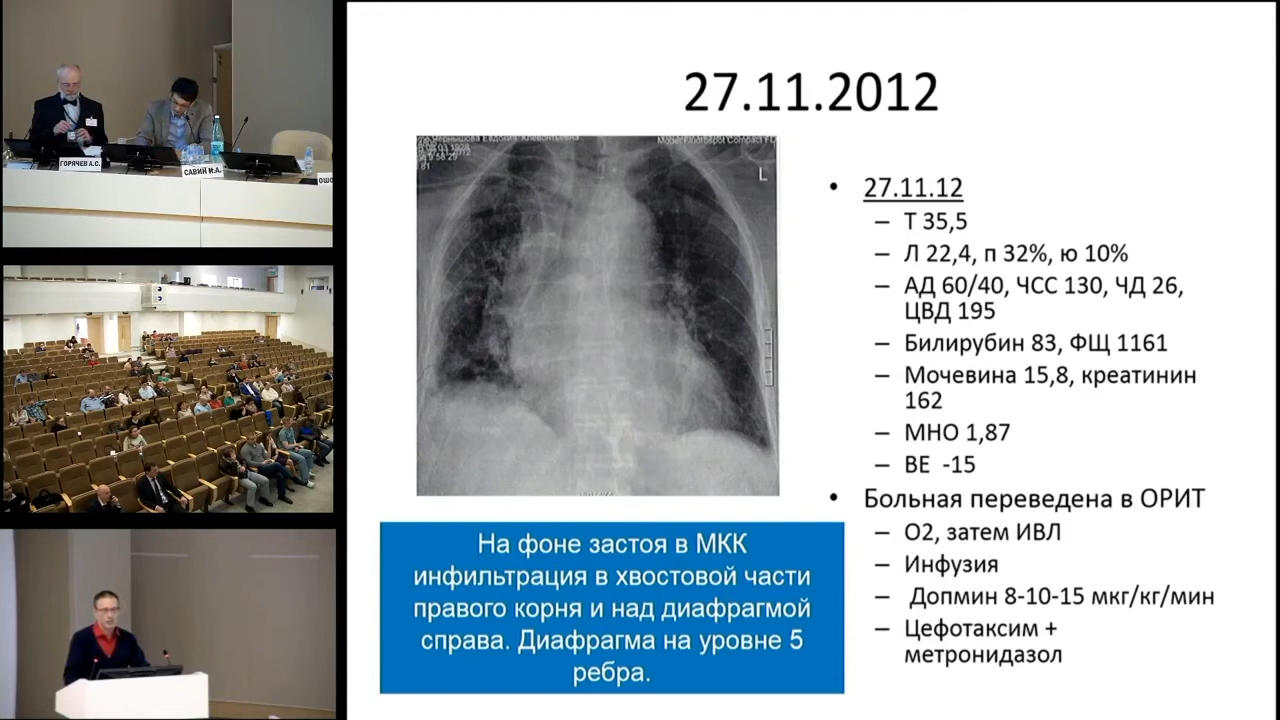 ГОРЯЧЕВ А.С.
САВИН И.А.
ОШО
27.11.2012
L
• 27.11.12
– Т 35,5
– Л 22,4, п 32%, ю 10%
– АД 60/40, ЧСС 130, ЧД 26,
ЦВД 195
– Билирубин 83, ФЩ 1161
– Мочевина 15,8, креатинин
162
– МНО 1,87
– ВЕ -15
• Больная переведена в ОРИТ
– О2, затем ИВЛ
– Инфузия
– Допмин 8-10-15 мкг/кг/мин
– Цефотаксим +
метронидазол
На фоне застоя в МКК
инфильтрация в хвостовой части
правого корня и над диафрагмой
справа. Диафрагма на уровне 5
ребра.